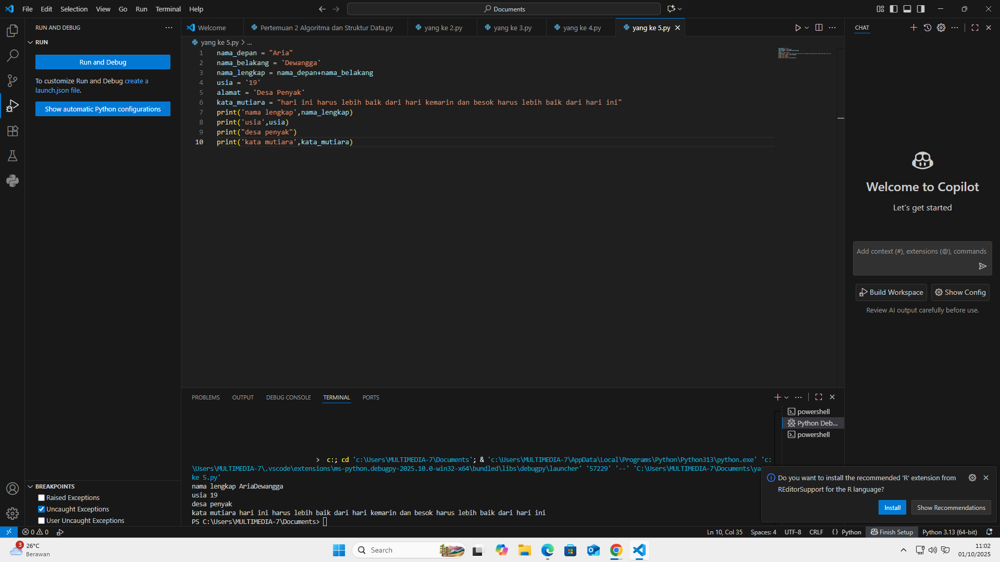 File Edit Selection View Go Run Terminal Help
Documents
RUN AND DEBUG
RUN
Run and Debug
To customize Run and Debug create a
launch.json file.
Show automatic Python configurations
Welcome
Pertemuan 2 Algoritma dan Struktur Data.py
yang ke 2.py
yang ke 3.py
yang ke 4.py
yang ke 5.py
yang ke 5.py > ...
1 nama_depan = "Aria"
2 nama_belakang = 'Dewangga'
3 nama_lengkap = nama_depan+nama_belakang
4 usia = '19'
5 alamat = 'Desa Penyak'
6 kata_mutiara = "hari ini harus lebih baik dari hari kemarin dan besok harus lebih baik dari hari ini"
7 print('nama lengkap',nama_lengkap)
8 print('usia',usia)
9 print("desa penyak")
10 print('kata mutiara',kata_mutiara)
CHAT
Welcome to Copilot
Let's get started
Add context (#), extensions (@), commands
Build Workspace
Show Config
Review AI output carefully before use.
PROBLEMS OUTPUT DEBUG CONSOLE TERMINAL PORTS
powershell
Python Deb...
powershell
> c:; cd 'c:\Users\MULTIMEDIA-7\Documents'; & 'c:\Users\MULTIMEDIA-7\AppData\Local\Programs\Python\Python313\python.exe' 'c:
\Users\MULTIMEDIA-7\.vscode\extensions\ms-python.debugpy-2025.10.0-win32-x64\bundled\libs\debugpy\launcher' '57229' '--' 'C:\Users\MULTIMEDIA-7\Documents\ya
ke 5.py'
nama lengkap AriaDewangga
usia 19
desa penyak
kata mutiara hari ini harus lebih baik dari hari kemarin dan besok harus lebih baik dari hari ini
PS C:\Users\MULTIMEDIA-7\Documents>
BREAKPOINTS
Raised Exceptions
Uncaught Exceptions
User Uncaught Exceptions
Do you want to install the recommended 'R' extension from
REditorSupport for the R language?
Install
Show Recommendations
0 0
Ln 10, Col 35
Spaces: 4
UTF-8
CRLF
{ } Python
Finish Setup
Python 3.13 (64-bit)
3
26°C
Berawan
Search
11:02
01/10/2025